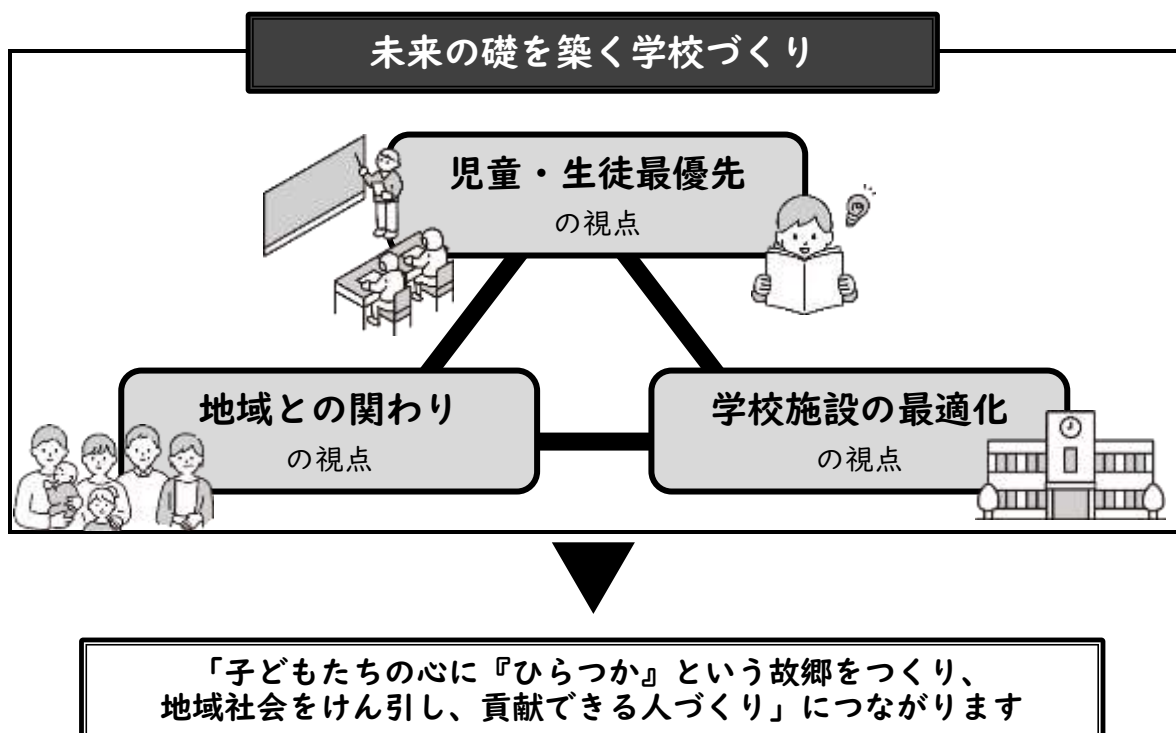 未来の礎を築く学校づくり
児童・生徒最優先
の視点
地域との関わり
の視点
学校施設の最適化
の視点
「子どもたちの心に『ひらつか』という故郷をつくり、
地域社会をけん引し、貢献できる人づくり」につながります